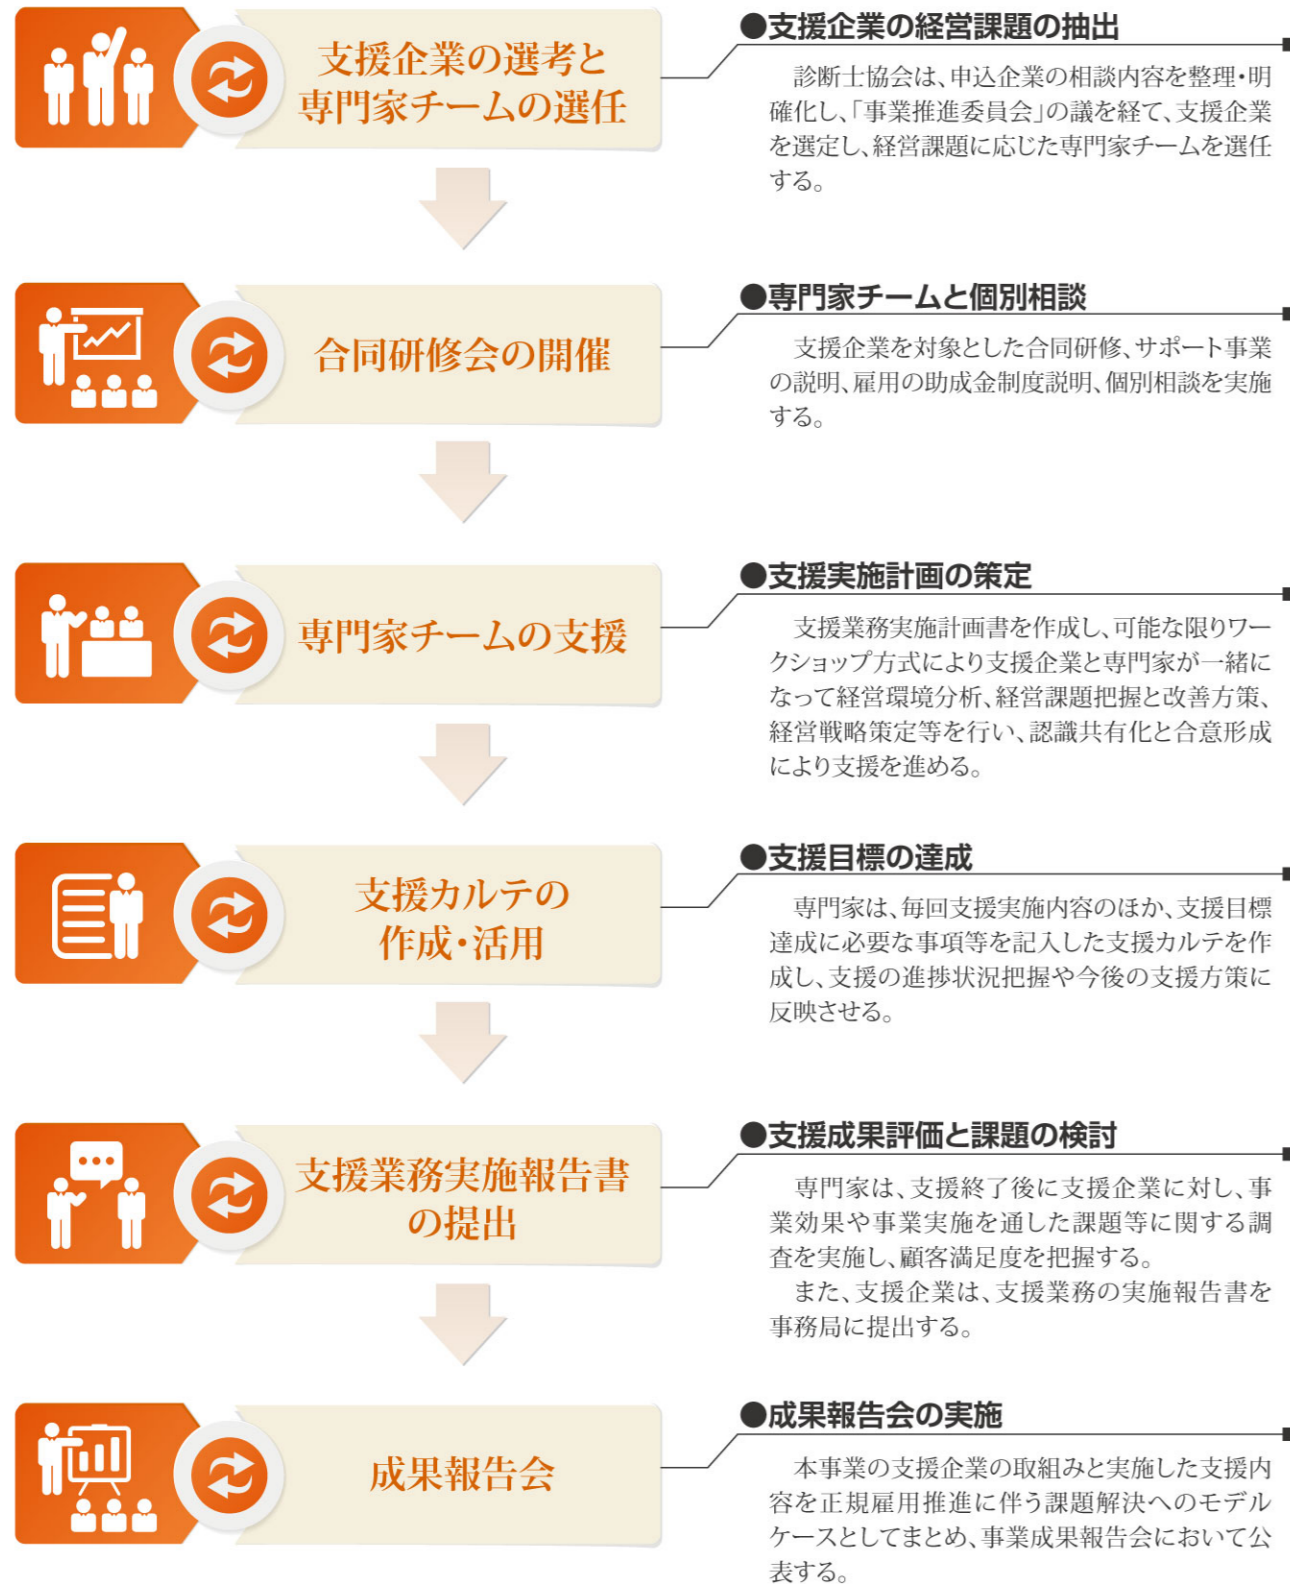 支援企業の選考と
専門家チームの選任
●支援企業の経営課題の抽出
診断士協会は、申込企業の相談内容を整理・明
確化し、「事業推進委員会」の議を経て、支援企業
を選定し、経営課題に応じた専門家チームを選任
する。
合同研修会の開催
●専門家チームと個別相談
支援企業を対象とした合同研修、サポート事業
の説明、雇用の助成金制度説明、個別相談を実施
する。
専門家チームの支援
●支援実施計画の策定
支援業務実施計画書を作成し、可能な限りワー
クショップ方式により支援企業と専門家が一緒に
なって経営環境分析、経営課題把握と改善方策、
経営戦略策定等を行い、認識共有化と合意形成
により支援を進める。
支援カルテの
作成・活用
●支援目標の達成
専門家は、毎回支援実施内容のほか、支援目標
達成に必要な事項等を記入した支援カルテを作
成し、支援の進捗状況把握や今後の支援方策に
反映させる。
支援業務実施報告書
の提出
●支援成果評価と課題の検討
専門家は、支援終了後に支援企業に対し、事
業効果や事業実施を通した課題等に関する調
査を実施し、顧客満足度を把握する。
また、支援企業は、支援業務の実施報告書を
事務局に提出する。
成果報告会
●成果報告会の実施
本事業の支援企業の取組みと実施した支援内
容を正規雇用推進に伴う課題解決へのモデル
ケースとしてまとめ、事業成果報告会において公
表する。